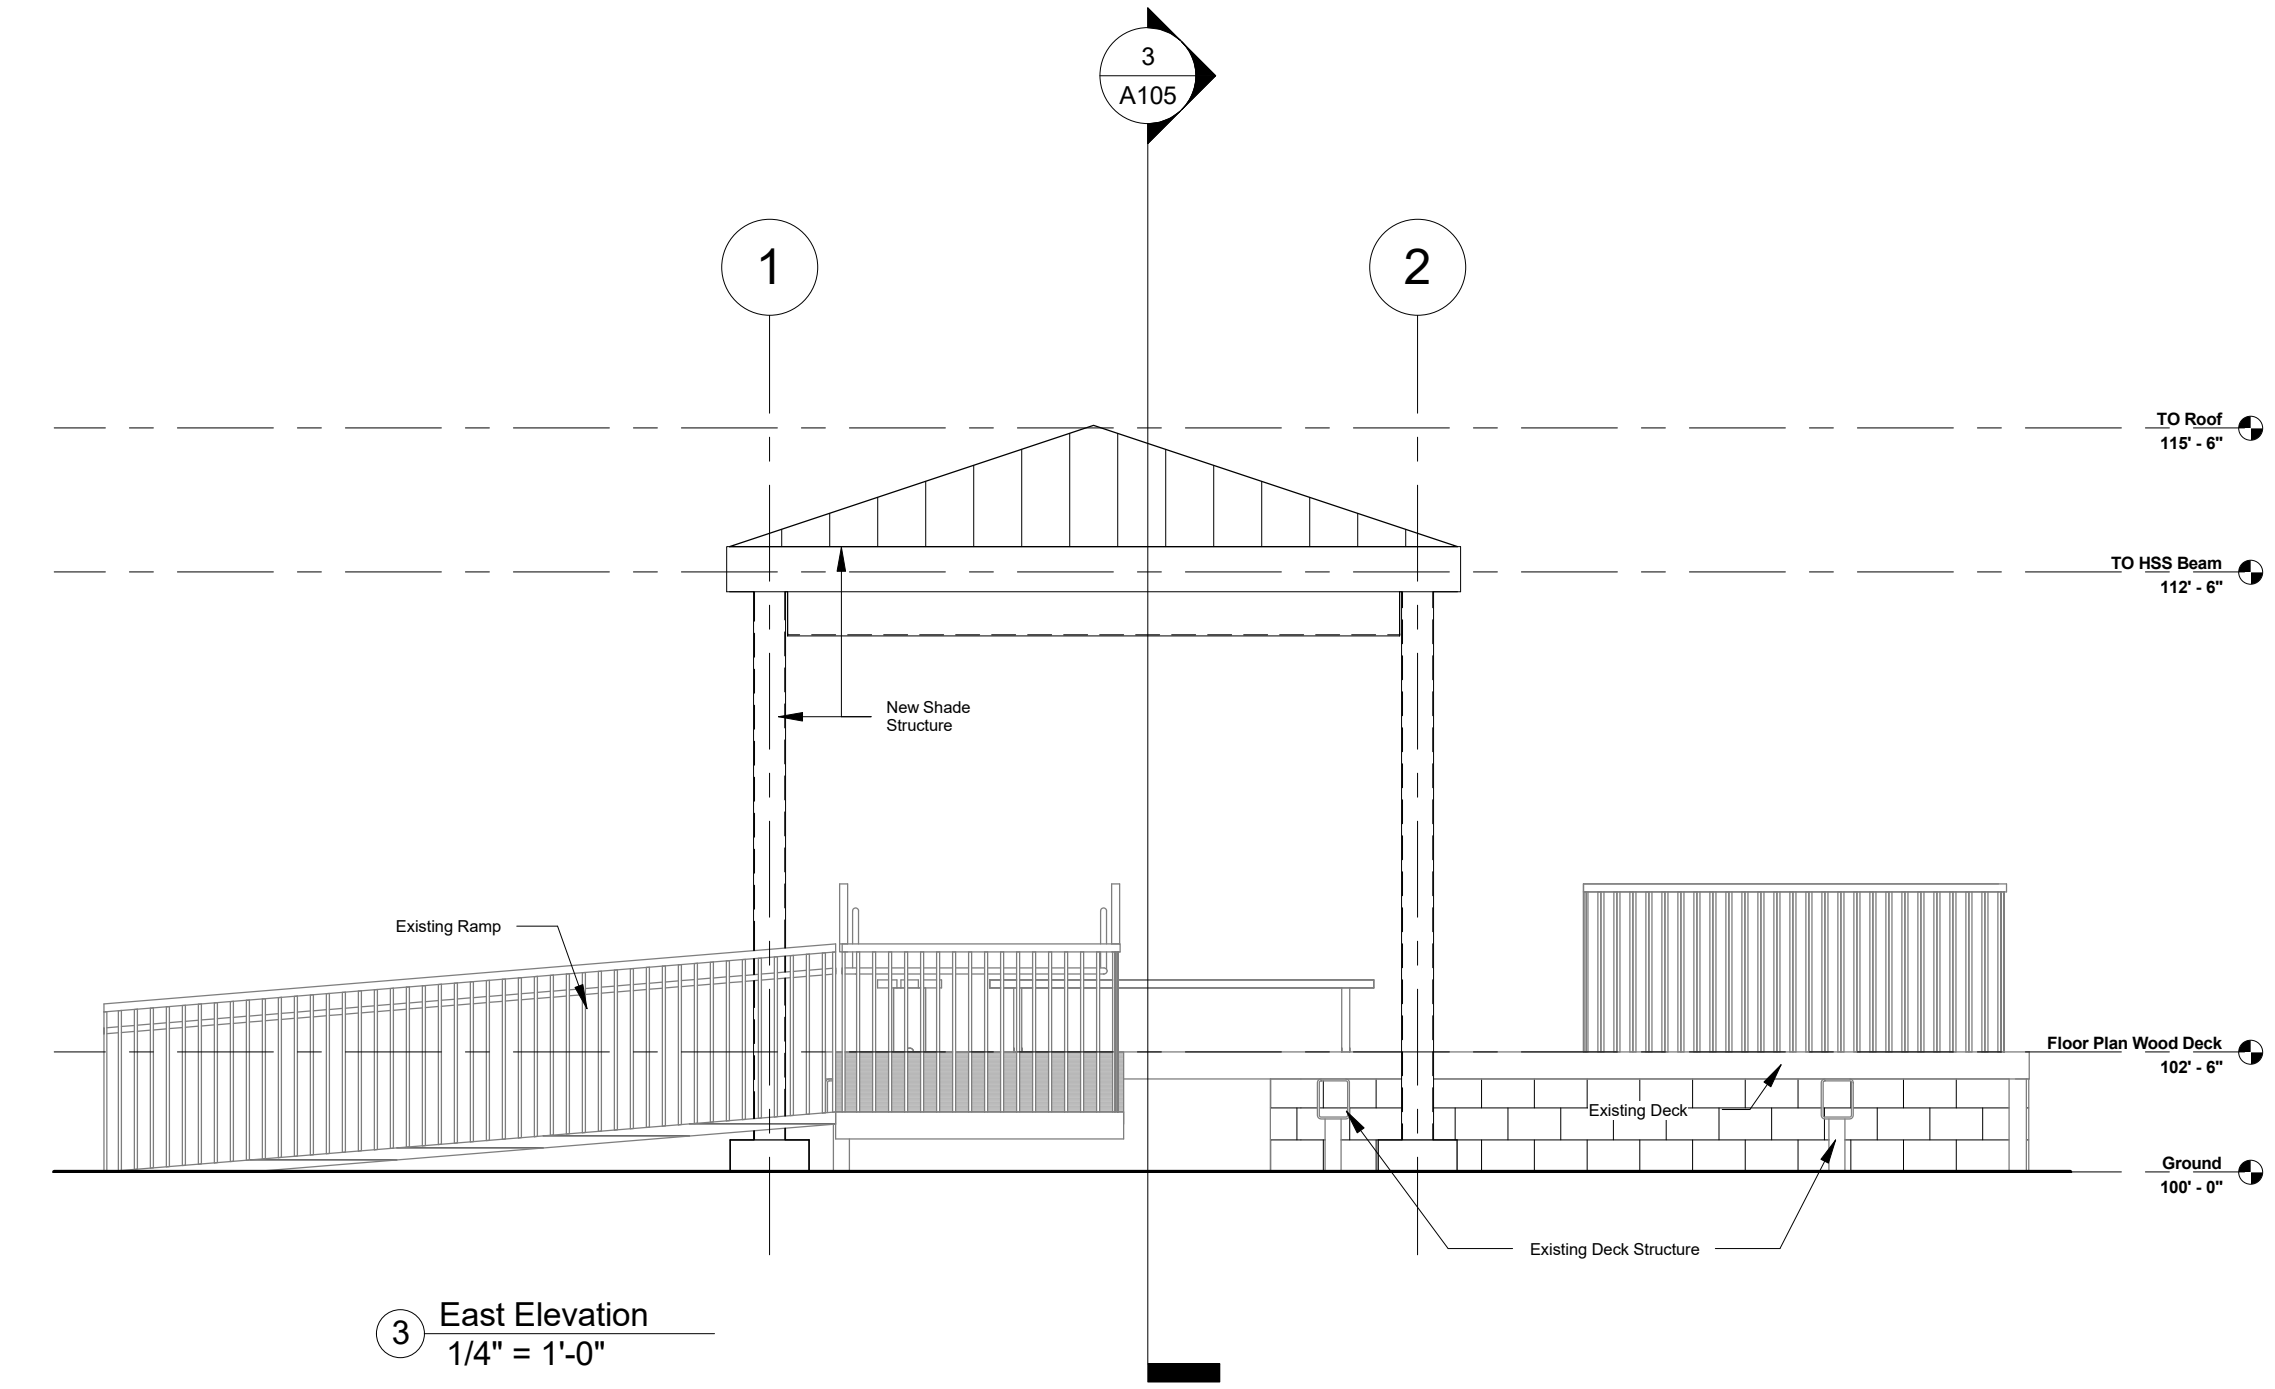 3
A105
1
2
TO Roof
115' - 6"
TO HSS Beam
112' - 6"
New Shade
Structure
Existing Ramp
Floor Plan Wood Deck
102' - 6"
Existing Deck
Ground
100' - 0"
Existing Deck Structure
3
East Elevation
1/4" = 1'-0"